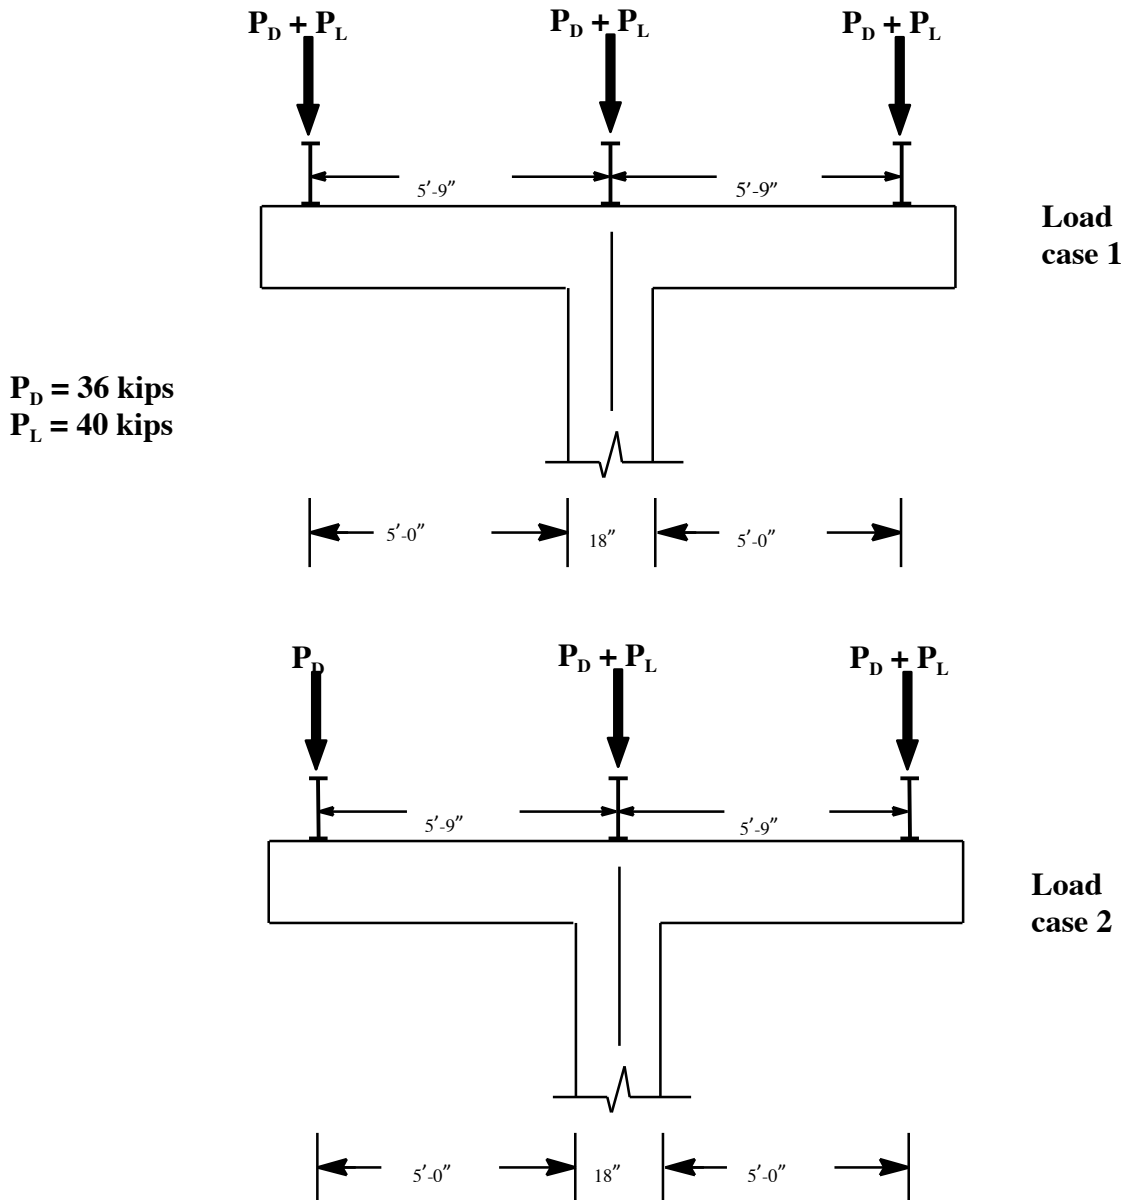 P_D + P_L P_D + P_L P_D + P_L
5′-9″ 5′-9″
Load
case 1
P_D = 36 kips
P_L = 40 kips
5′-0″ 18″ 5′-0″
P_D P_D + P_L P_D + P_L
5′-9″ 5′-9″
Load
case 2
5′-0″ 18″ 5′-0″